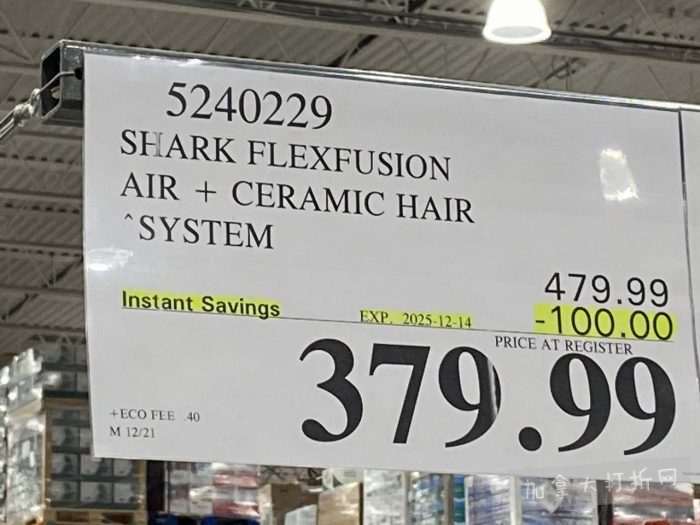 5240229
SHARK FLEXFUSION
AIR + CERAMIC HAIR
^SYSTEM
479.99
Instant Savings EXP. 2025-12-14 -100.00
PRICE AT REGISTER
379.99
+ECO FEE .40
M 12/21
加拿大打折网